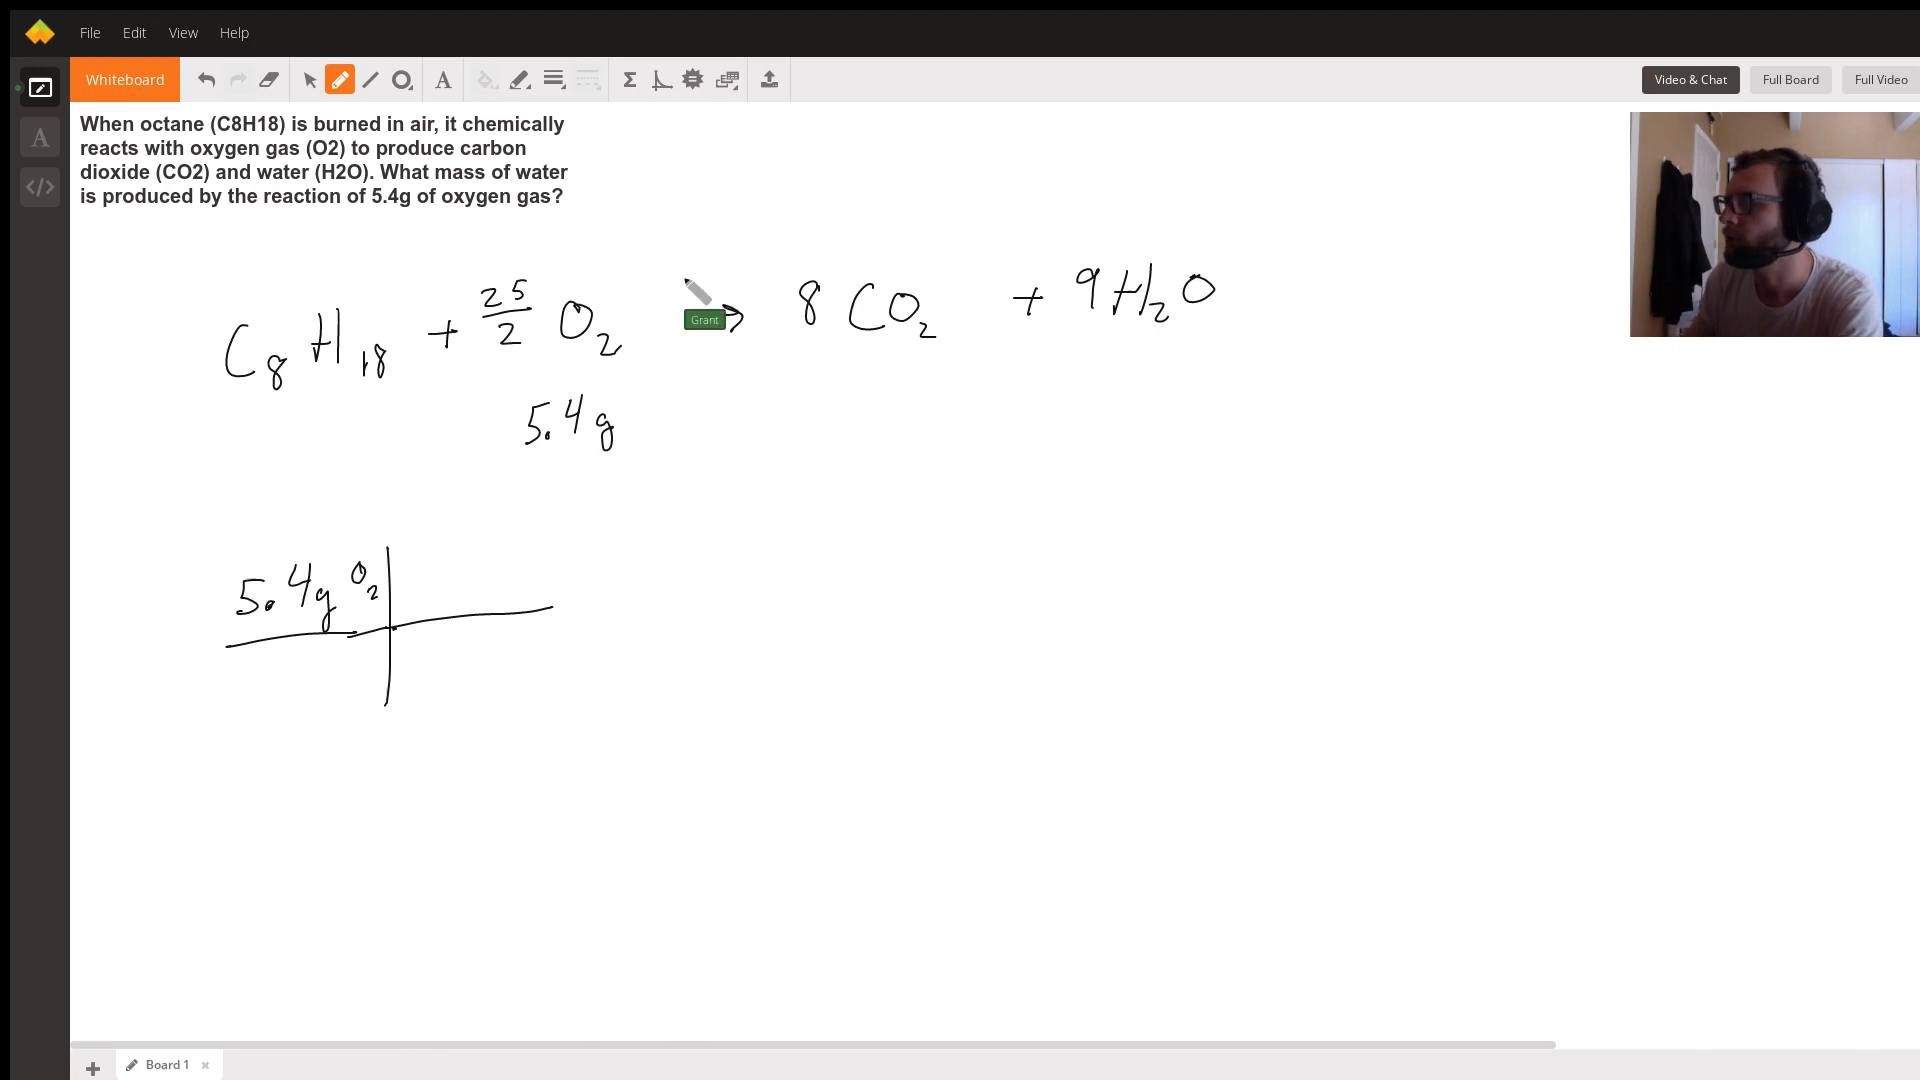 File Edit View Help
Whiteboard
A
Σ
Video & Chat Full Board Full Video
A
</>
When octane (C8H18) is burned in air, it chemically
reacts with oxygen gas (O2) to produce carbon
dioxide (CO2) and water (H2O). What mass of water
is produced by the reaction of 5.4g of oxygen gas?
C₈H₁₈ + 25/2 O₂ → 8 CO₂ + 9 H₂O
Grant
5.4 g
5.4 g O₂
Board 1